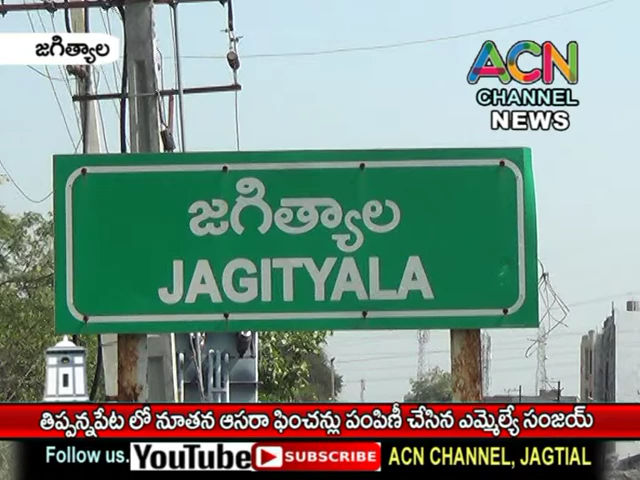 జగిత్యాల
ACN
CHANNEL
NEWS
జగిత్యాల
JAGITYALA
తిప్పన్నపేట లో నూతన ఆసరా ఫించన్లు పంపిణీ చేసిన ఎమ్మెల్యే సంజయ్
Follow us. YouTube SUBSCRIBE ACN CHANNEL, JAGTIAL